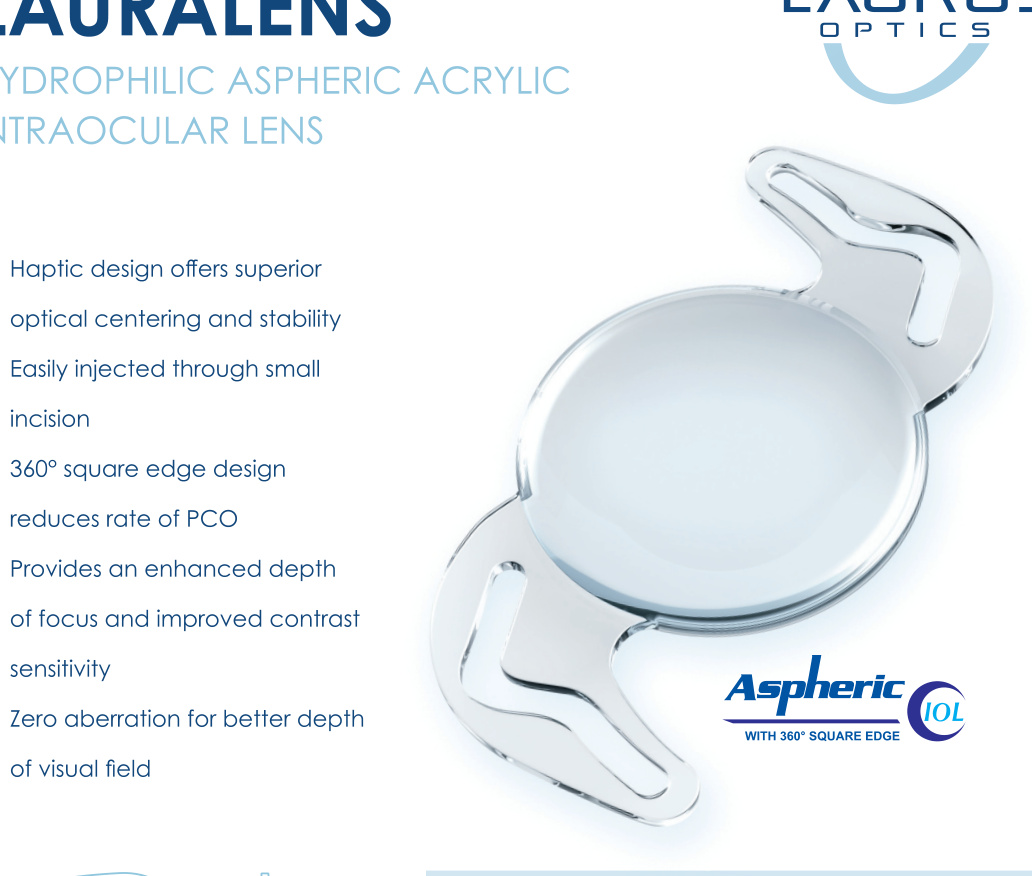 LAURALENS
OPTICS
YDROPHILIC ASPHERIC ACRYLIC
NTRAOCULAR LENS
Haptic design offers superior
optical centering and stability
Easily injected through small
incision
360° square edge design
reduces rate of PCO
Provides an enhanced depth
of focus and improved contrast
sensitivity
Zero aberration for better depth
of visual field
Aspheric
IOL
WITH 360° SQUARE EDGE